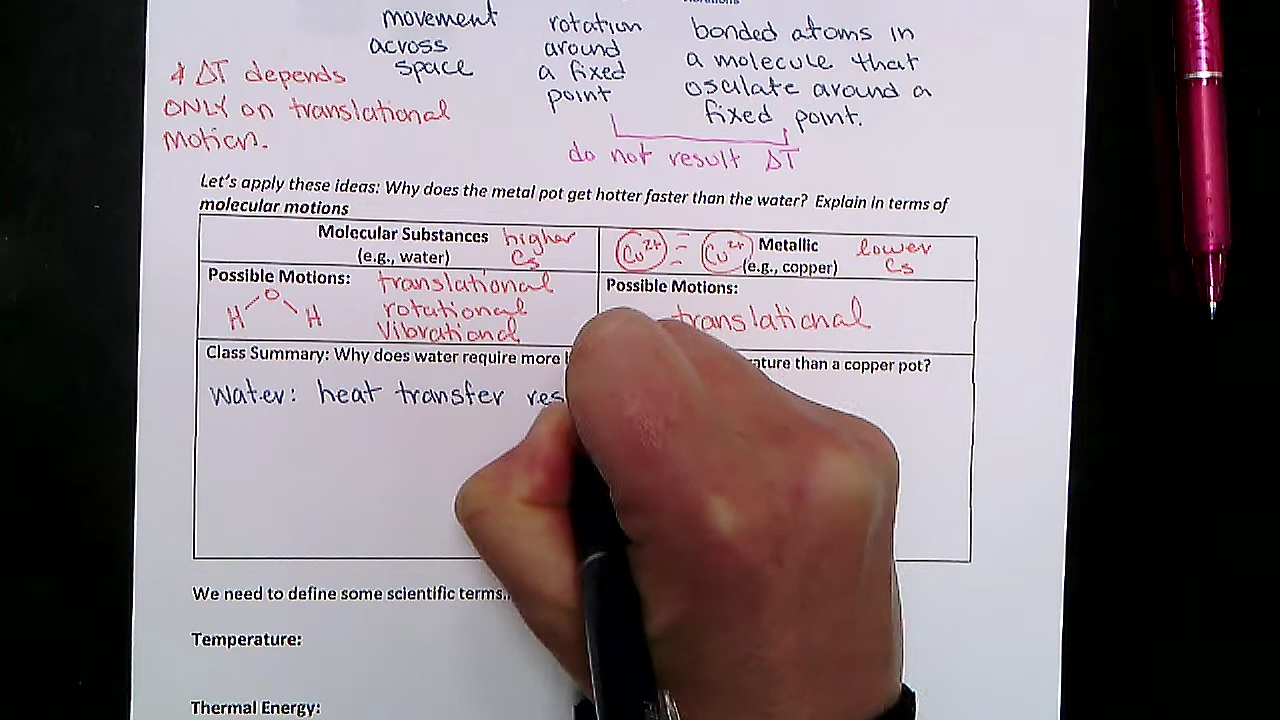 movement
across
space
rotation
around
a fixed
point
bonded atoms in
a molecule that
osculate around a
fixed point.
* ΔT depends
ONLY on translational
Motion.
do not result ΔT
Let's apply these ideas: Why does the metal pot get hotter faster than the water? Explain in terms of
molecular motions
Molecular Substances higher
(e.g., water) Cs
Cu²⁺ = = Cu²⁺ Metallic lower
(e.g., copper) Cs
Possible Motions: translational
rotational
Vibrational
H O H
Possible Motions:
translational
Class Summary: Why does water require more ature than a copper pot?
Water: heat transfer res
We need to define some scientific terms..
Temperature:
Thermal Energy: